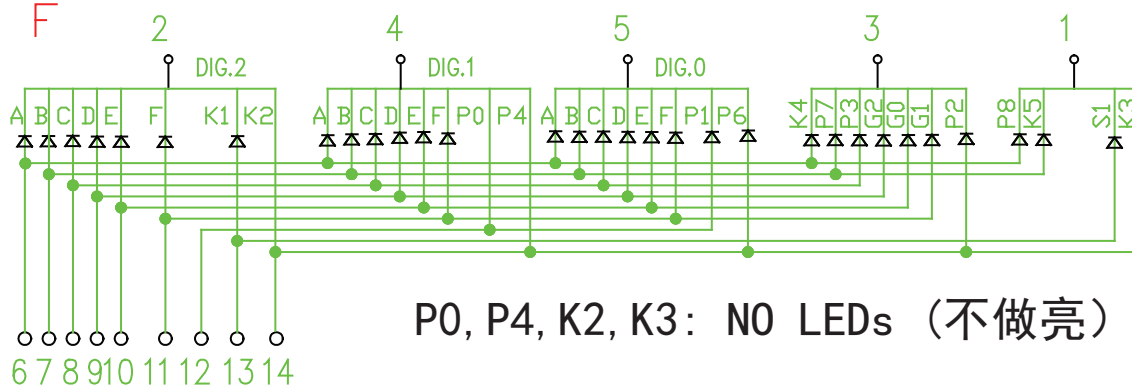 F
2 4 5 3 1
DIG.2 DIG.1 DIG.0
A B C D E F K1 K2 A B C D E F P0 P4 A B C D E F P1 P6 K4 P7 P3 G2 G0 G1 P2 P8 K5 S1 K3
P0, P4, K2, K3: NO LEDs (不做亮)
6 7 8 9 10 11 12 13 14